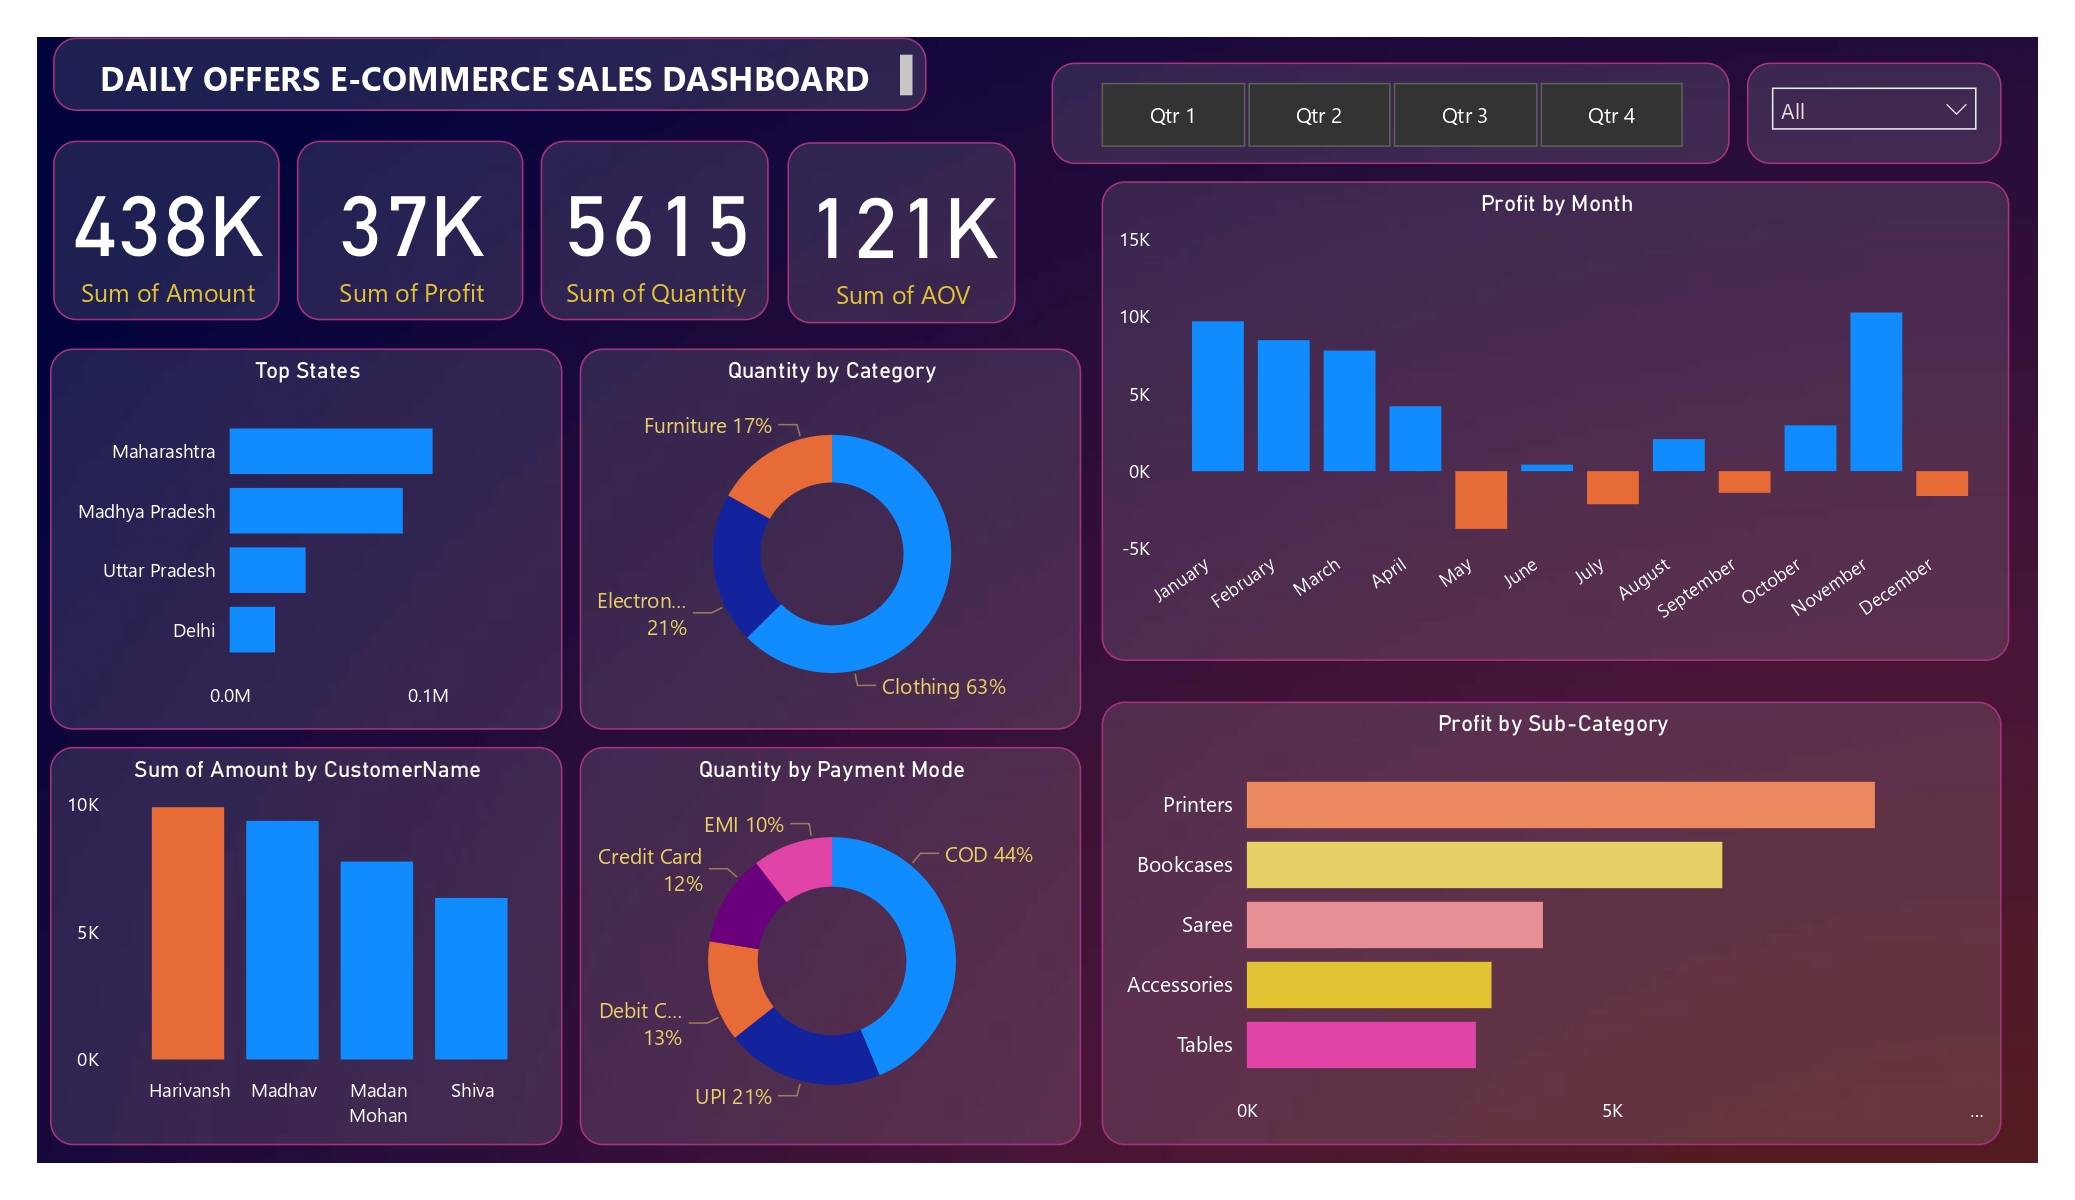 DAILY OFFERS E-COMMERCE SALES DASHBOARD
Qtr 1
Qtr 2
Qtr 3
Qtr 4
All
438K
Sum of Amount
37K
Sum of Profit
5615
Sum of Quantity
121K
Sum of AOV
Top States
Maharashtra
Madhya Pradesh
Uttar Pradesh
Delhi
0.0M
0.1M
Quantity by Category
Furniture 17%
Electron...
21%
Clothing 63%
Profit by Month
15K
10K
5K
0K
-5K
January
February
March
April
May
June
July
August
September
October
November
December
Sum of Amount by CustomerName
10K
5K
0K
Harivansh
Madhav
Madan
Mohan
Shiva
Quantity by Payment Mode
EMI 10%
COD 44%
Credit Card
12%
Debit C...
13%
UPI 21%
Profit by Sub-Category
Printers
Bookcases
Saree
Accessories
Tables
0K
5K
...